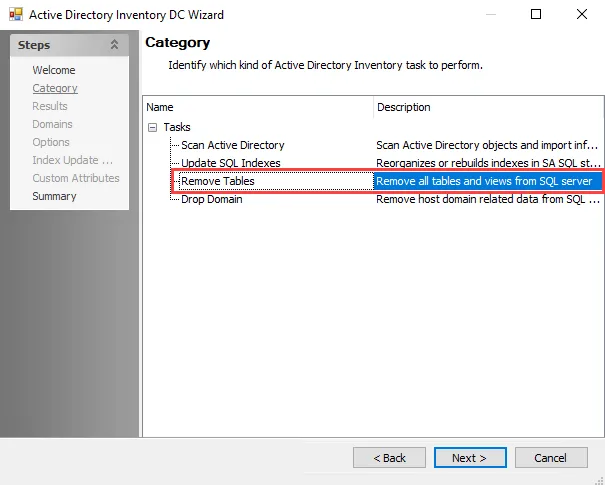 Active Directory Inventory DC Wizard
Steps
Welcome
Category
Results
Domains
Options
Index Update ...
Custom Attributes
Summary
Category
Identify which kind of Active Directory Inventory task to perform.
Name Description
Tasks
Scan Active Directory Scan Active Directory objects and import inf...
Update SQL Indexes Reorganizes or rebuilds indexes in SA SQL st...
Remove Tables Remove all tables and views from SQL server
Drop Domain Remove host domain related data from SQL ...
< Back Next > Cancel